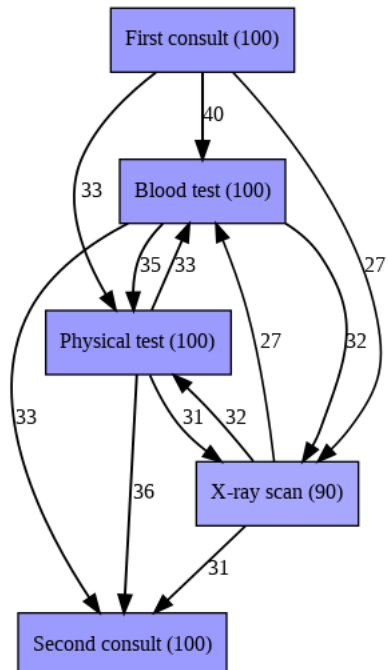 First consult (100)
40
Blood test (100)
33
35
33
27
27
32
Physical test (100)
33
31
32
36
X-ray scan (90)
31
Second consult (100)